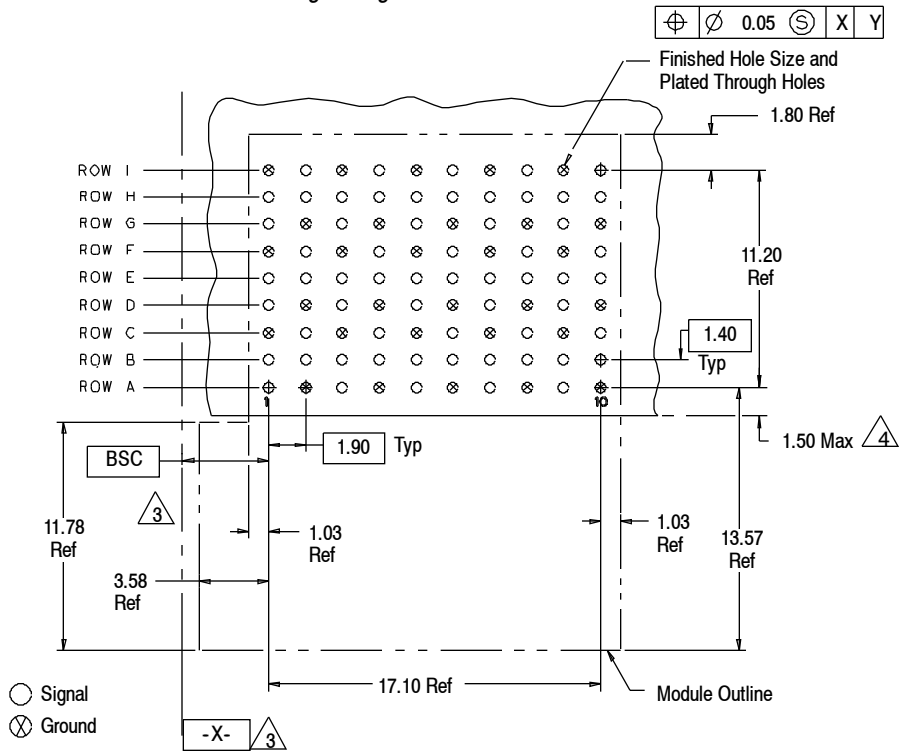 ⌖ ⌀ 0.05 Ⓢ X Y
Finished Hole Size and
Plated Through Holes
1.80 Ref
ROW I
ROW H
ROW G
ROW F
ROW E
ROW D
ROW C
ROW B
ROW A
11.20
Ref
1.40
Typ
1
10
1.90 Typ
1.50 Max 4
BSC
3
11.78
Ref
1.03
Ref
1.03
Ref
13.57
Ref
3.58
Ref
17.10 Ref
Module Outline
Signal
Ground
-X- 3